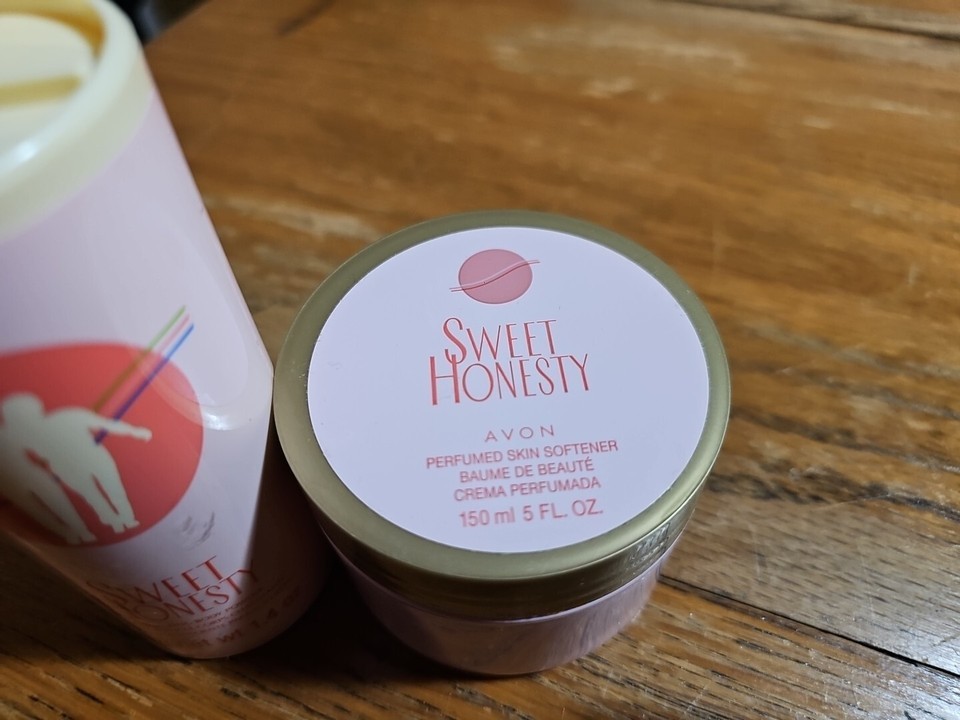 SWEET
HONESTY
AVON
PERFUMED SKIN SOFTENER
BAUME DE BEAUTÉ
CREMA PERFUMADA
150 ml 5 FL. OZ.
SWEET
HONESTY